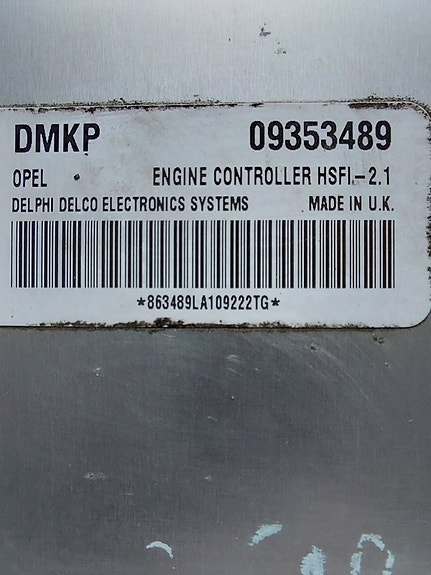 DMKP 09353489
OPEL ENGINE CONTROLLER HSFI.-2.1
DELPHI DELCO ELECTRONICS SYSTEMS MADE IN U.K.
*863489LA109222TG*